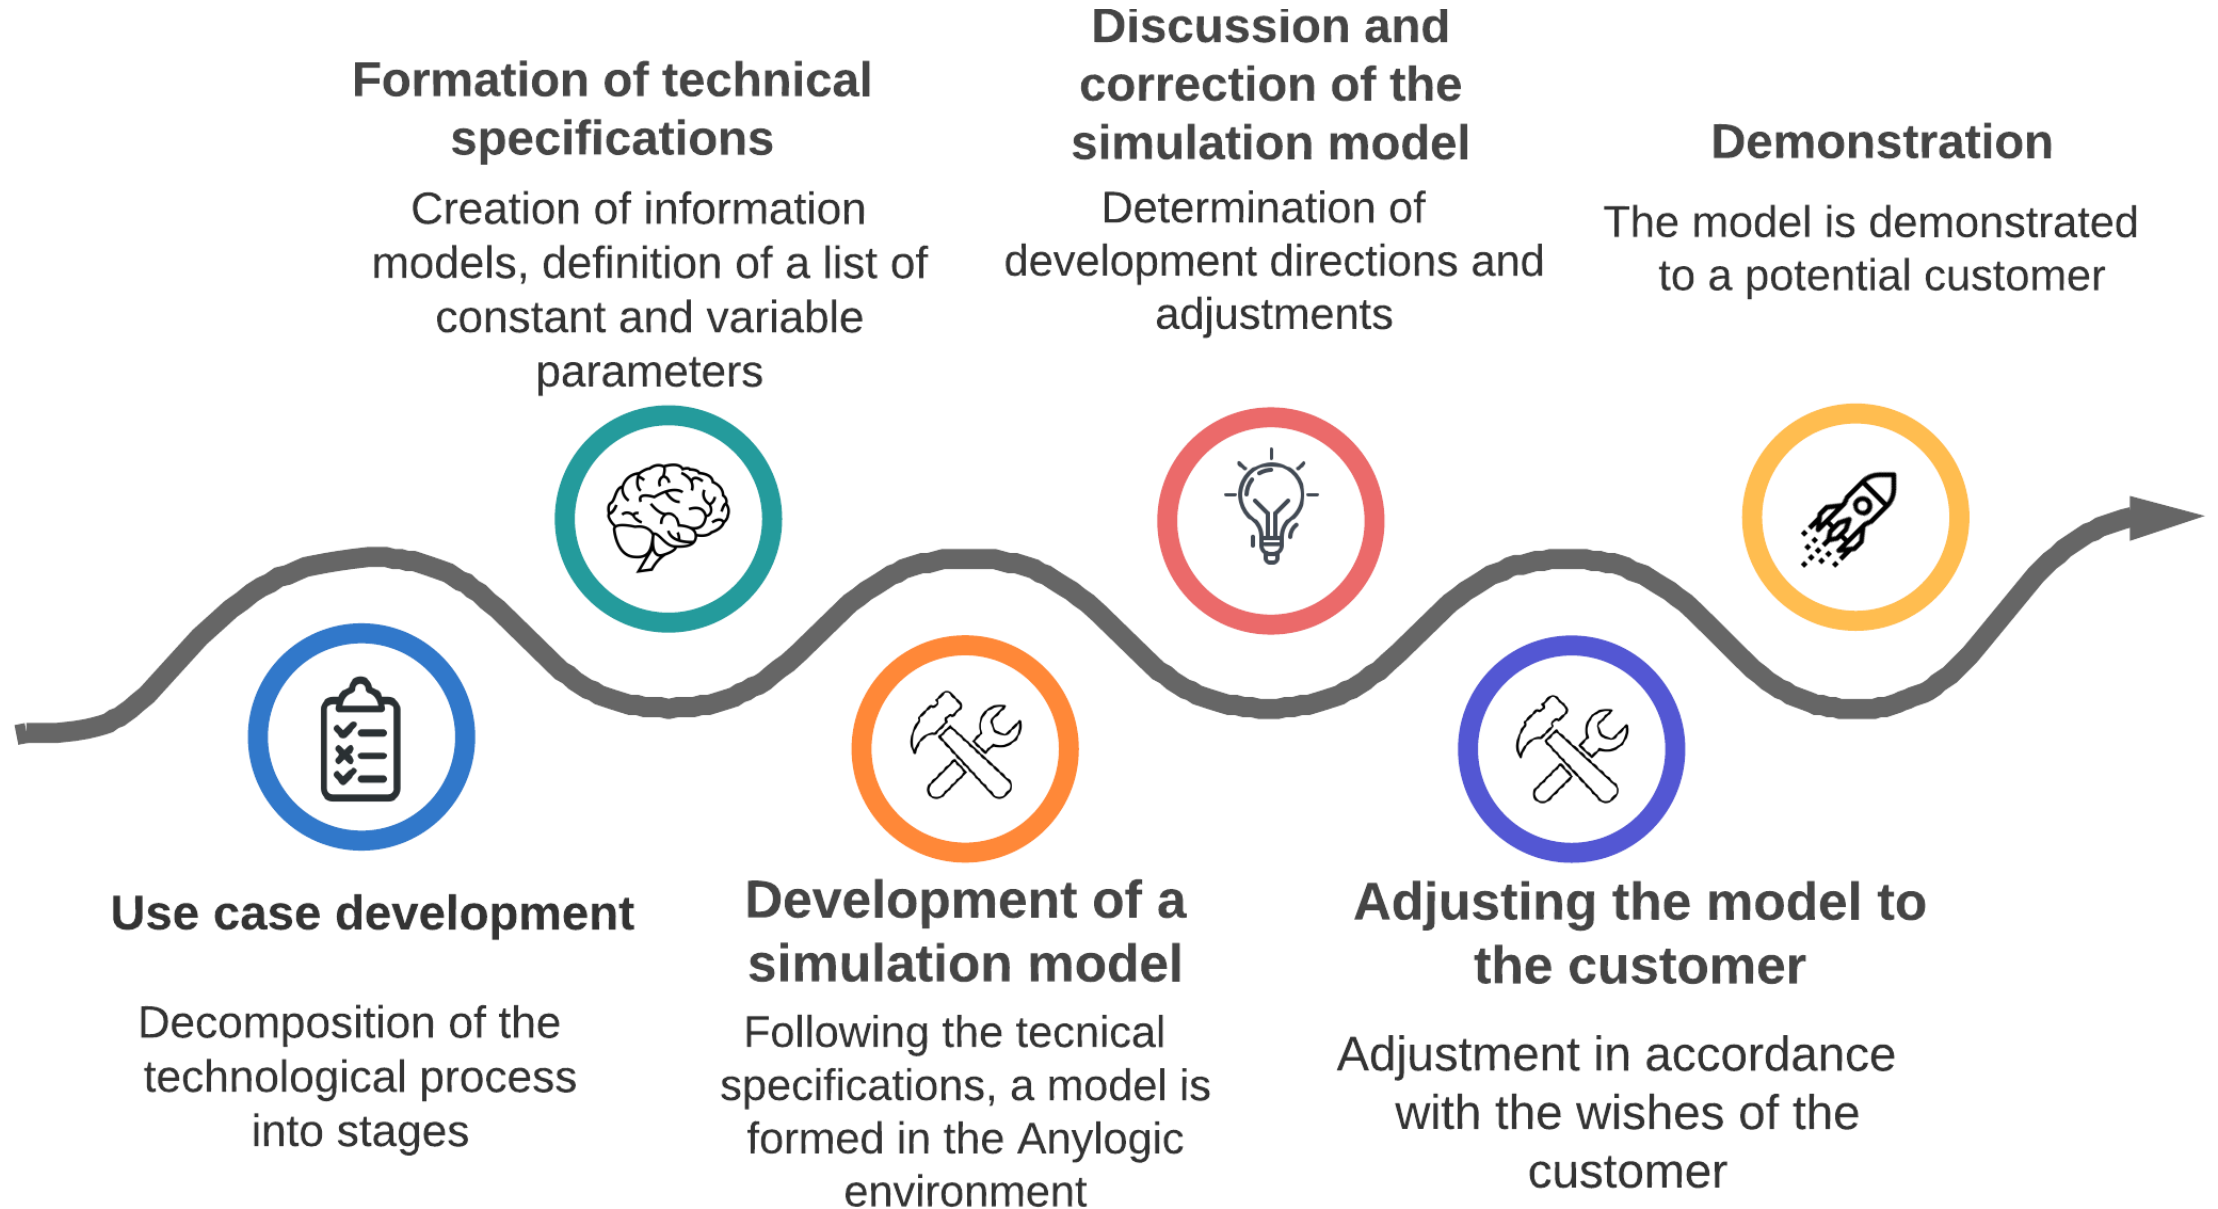 Formation of technical
specifications
Creation of information
models, definition of a list of
constant and variable
parameters
Discussion and
correction of the
simulation model
Determination of
development directions and
adjustments
Demonstration
The model is demonstrated
to a potential customer
Use case development
Decomposition of the
technological process
into stages
Development of a
simulation model
Following the tecnical
specifications, a model is
formed in the Anylogic
environment
Adjusting the model to
the customer
Adjustment in accordance
with the wishes of the
customer